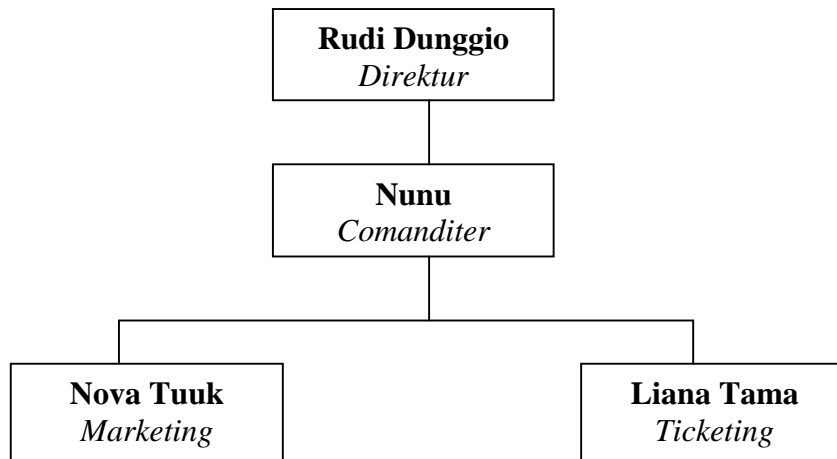 Rudi Dunggio
Direktur
Nunu
Comanditer
Nova Tuuk
Marketing
Liana Tama
Ticketing